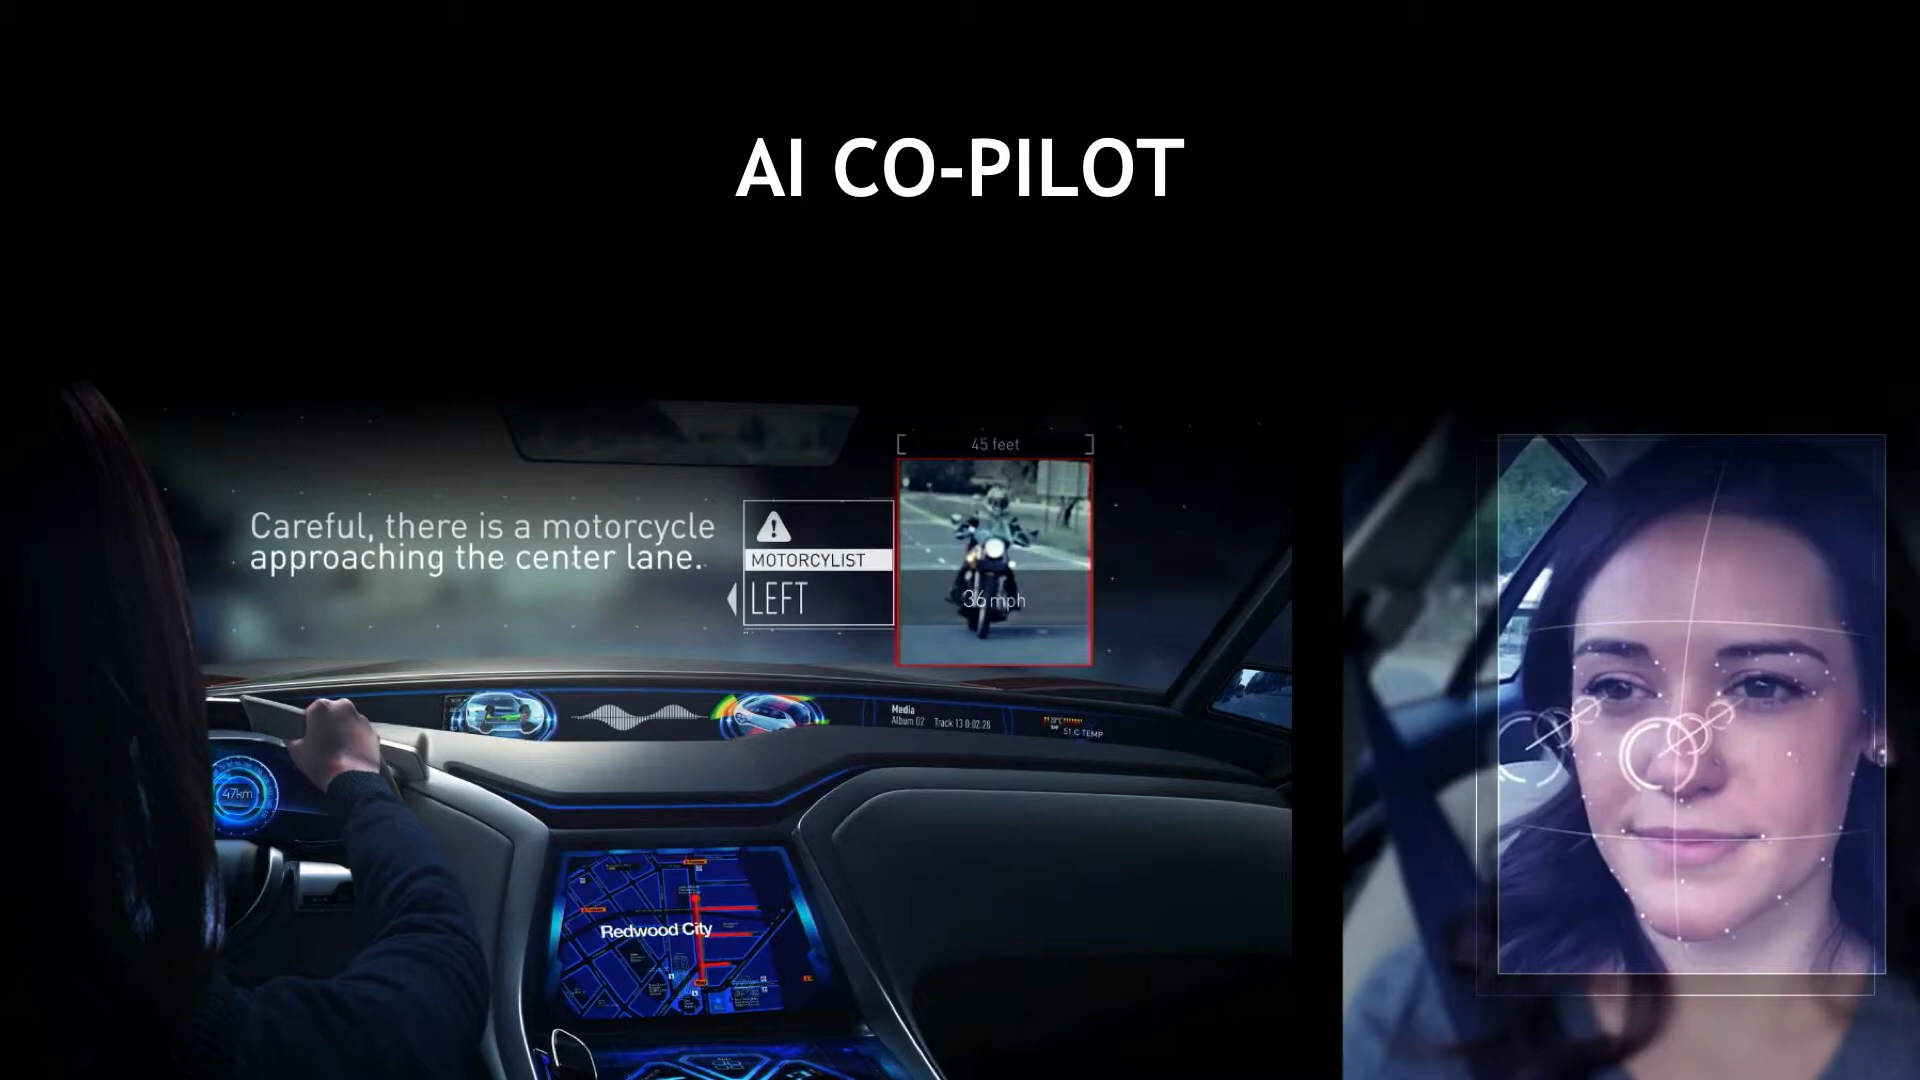 AI CO-PILOT
45 feet
Careful, there is a motorcycle
approaching the center lane.
MOTORCYLIST
LEFT
36 mph
Media
Album 02 Track 13 0:02:26
51 C TEMP
47km
Redwood City